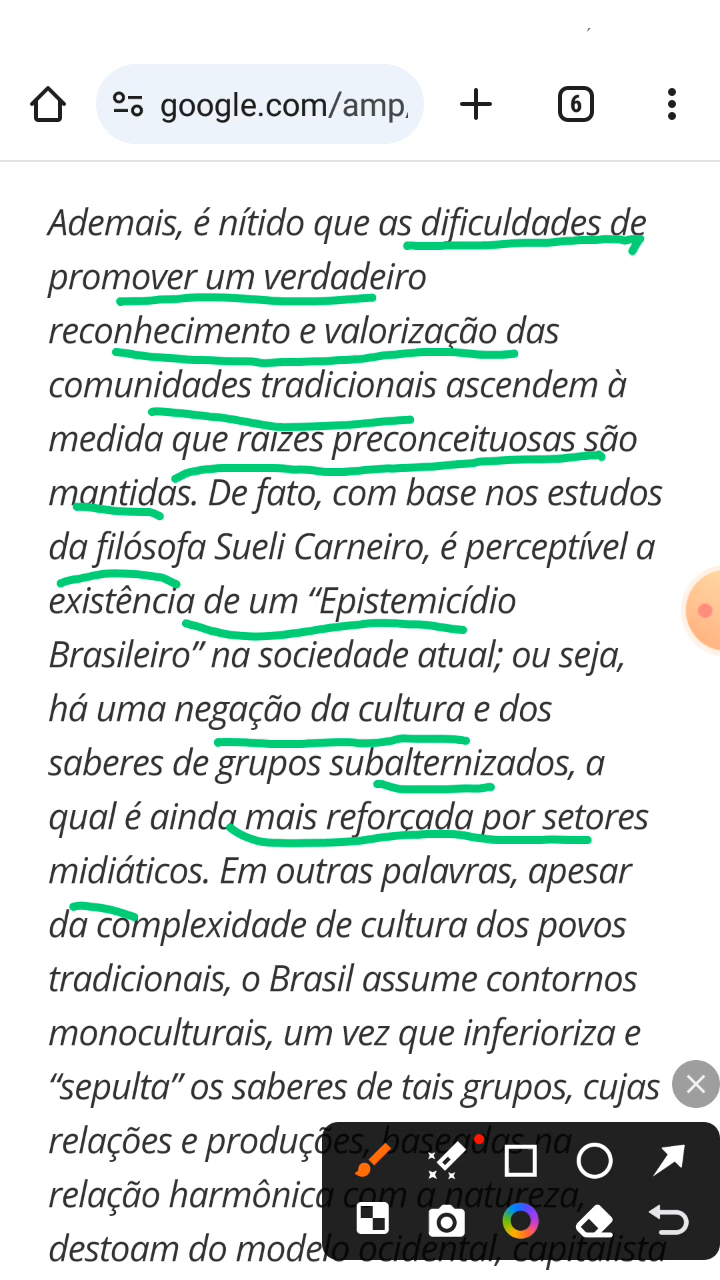 google.com/amp/
6
Ademais, é nítido que as dificuldades de
promover um verdadeiro
reconhecimento e valorização das
comunidades tradicionais ascendem à
medida que raízes preconceituosas são
mantidas. De fato, com base nos estudos
da filósofa Sueli Carneiro, é perceptível a
existência de um “Epistemicídio
Brasileiro” na sociedade atual; ou seja,
há uma negação da cultura e dos
saberes de grupos subalternizados, a
qual é ainda mais reforçada por setores
midiáticos. Em outras palavras, apesar
da complexidade de cultura dos povos
tradicionais, o Brasil assume contornos
monoculturais, um vez que inferioriza e
“sepulta” os saberes de tais grupos, cujas
relações e produções, baseadas na
relação harmônica com a natureza,
destoam do modelo ocidental, capitalista